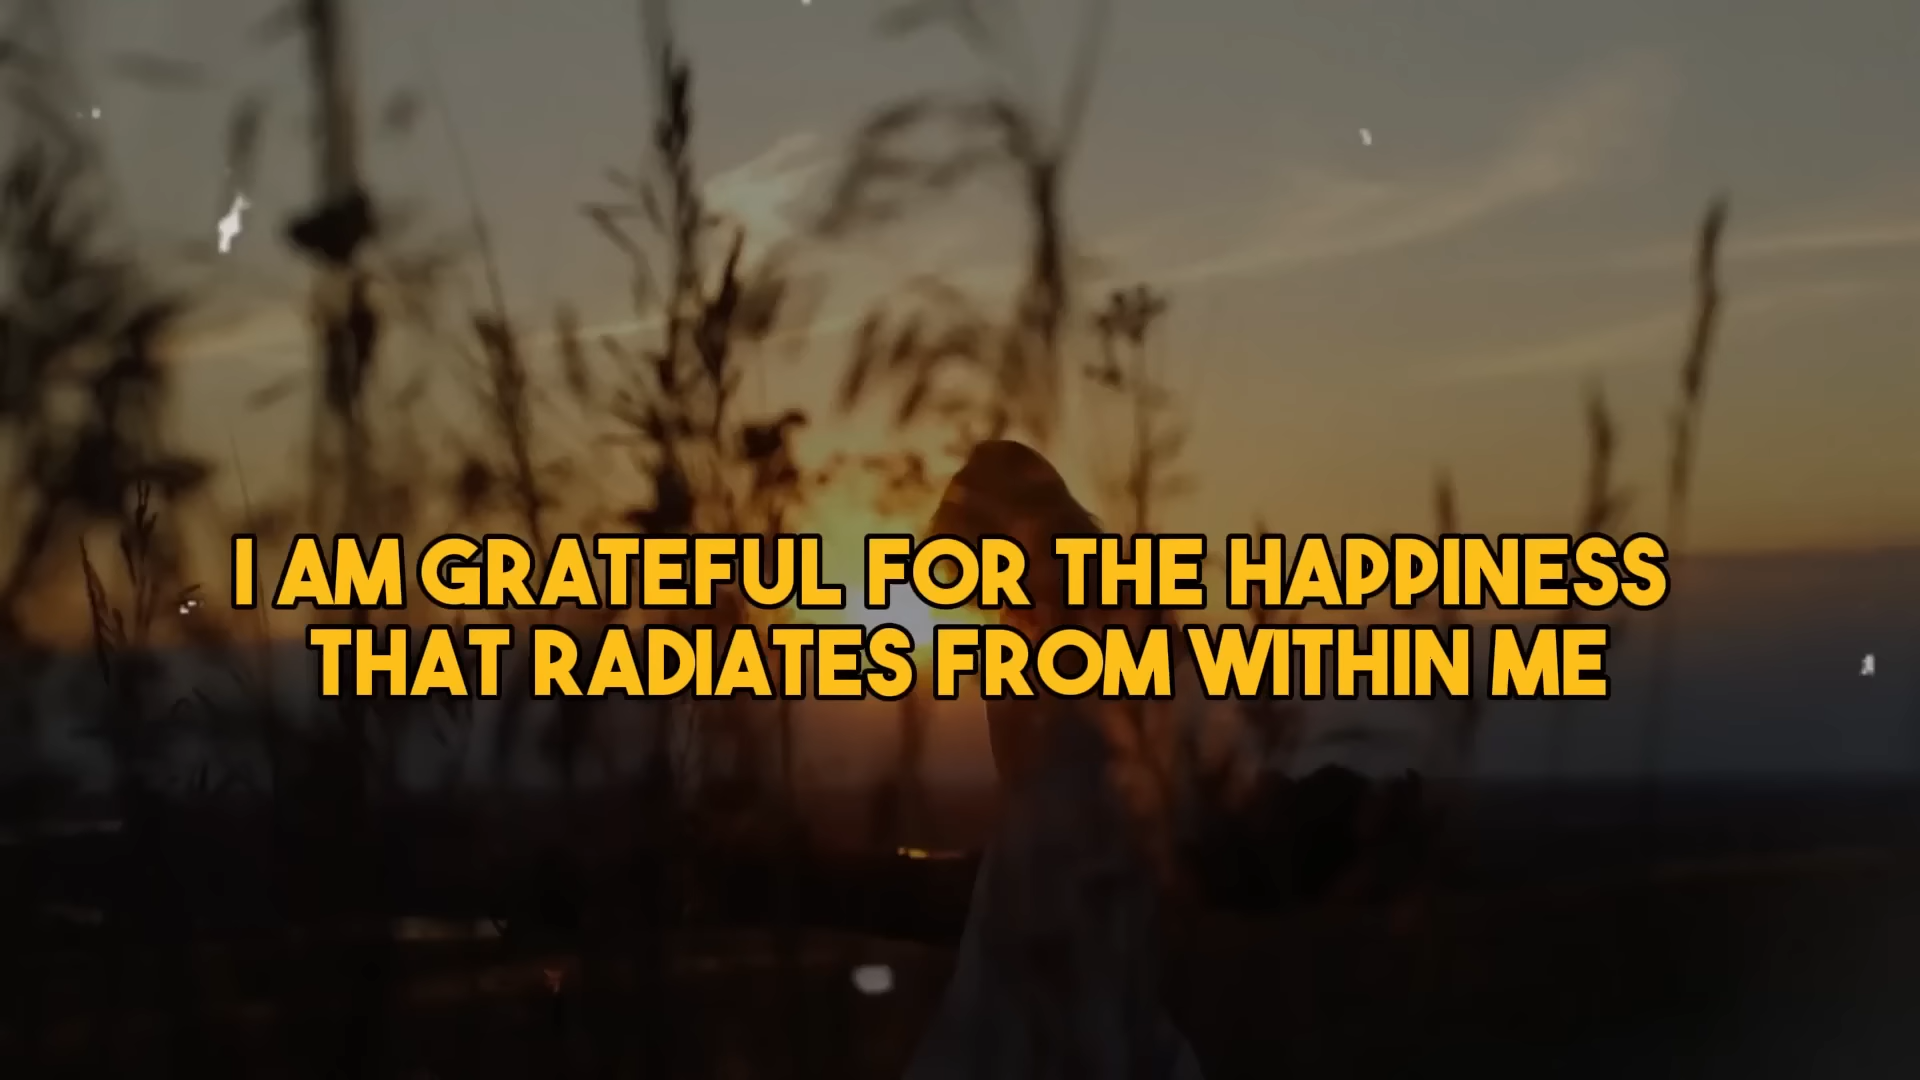 I AM GRATEFUL FOR THE HAPPINESS
THAT RADIATES FROM WITHIN ME